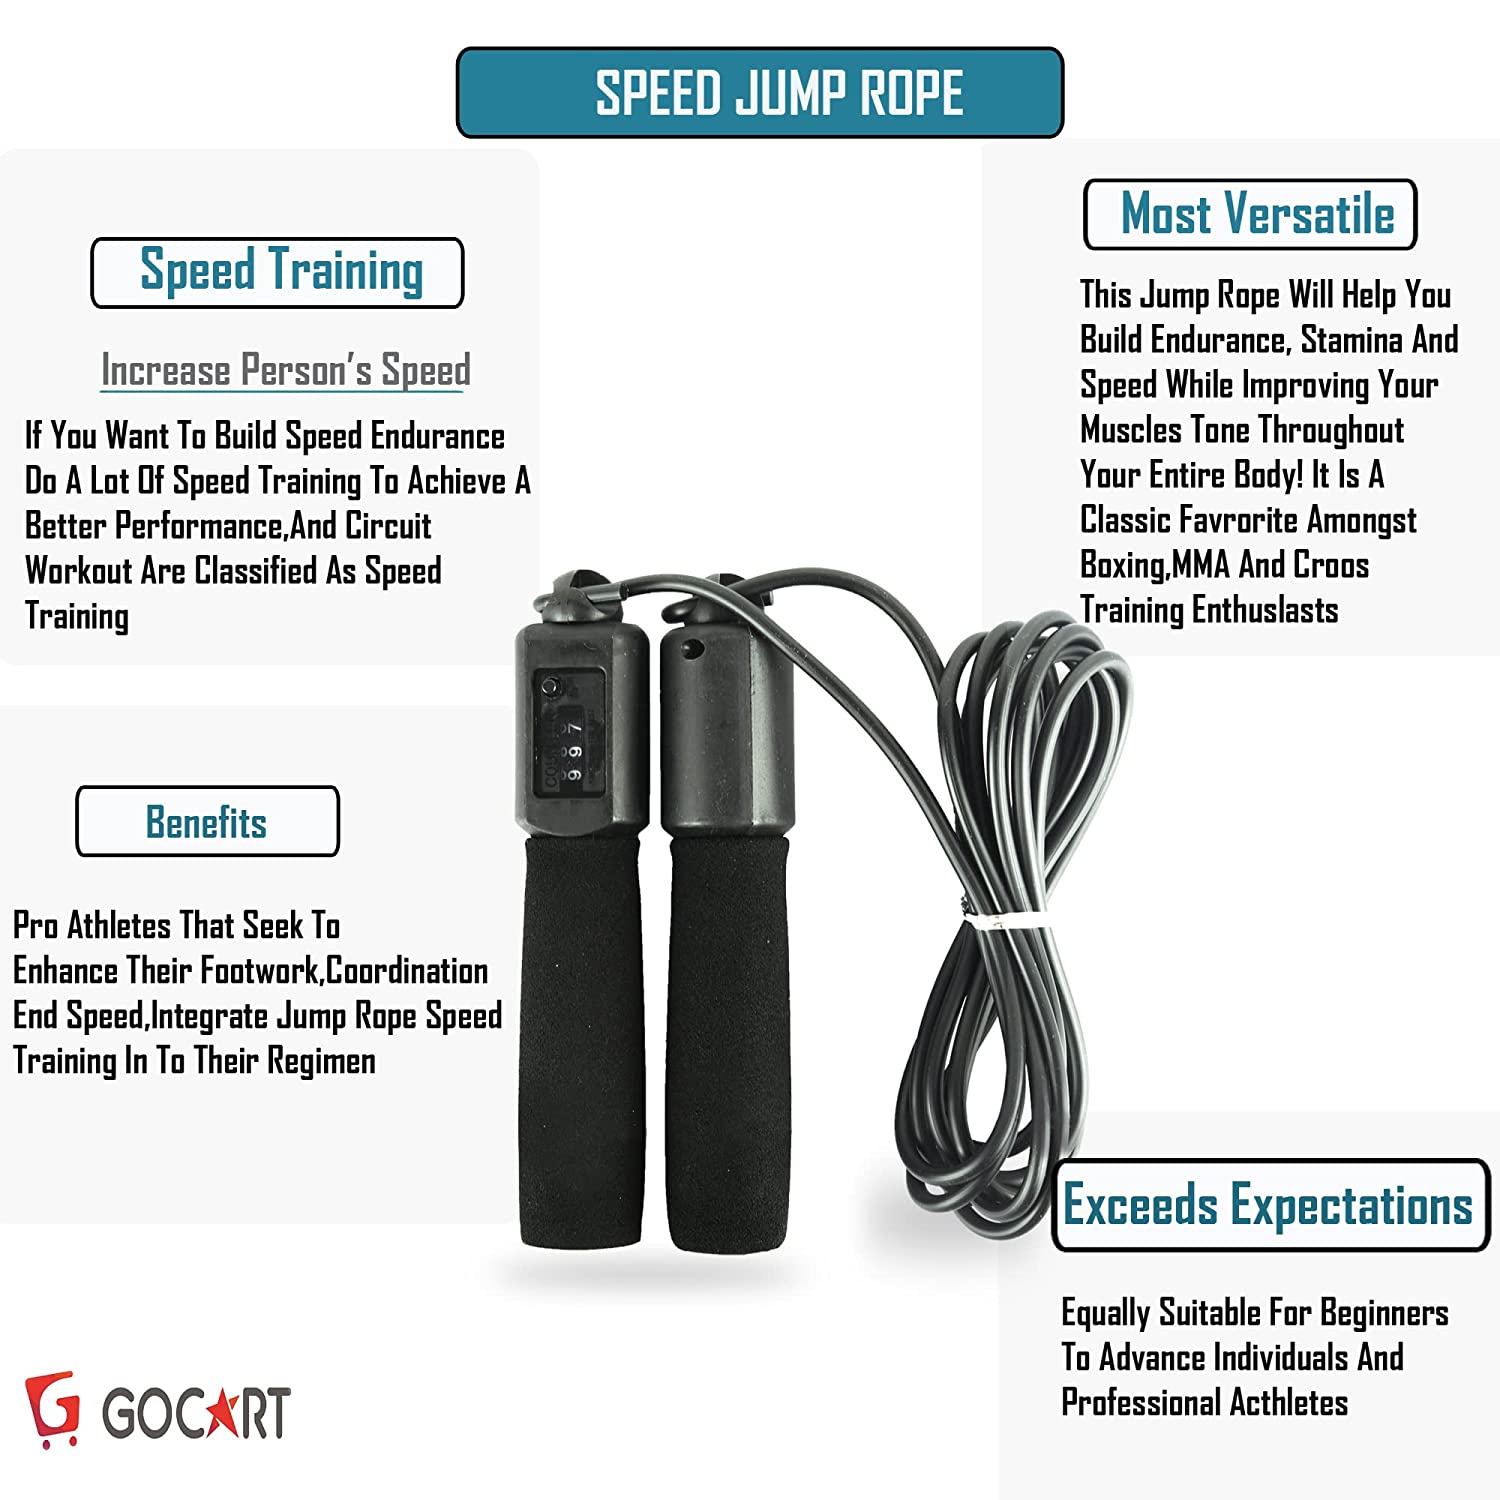 SPEED JUMP ROPE
Speed Training
Increase Person's Speed
If You Want To Build Speed Endurance
Do A Lot Of Speed Training To Achieve A
Better Performance,And Circuit
Workout Are Classified As Speed
Training
Most Versatile
This Jump Rope Will Help You
Build Endurance, Stamina And
Speed While Improving Your
Muscles Tone Throughout
Your Entire Body! It Is A
Classic Favrorite Amongst
Boxing,MMA And Croos
Training Enthuslasts
997
Benefits
Pro Athletes That Seek To
Enhance Their Footwork,Coordination
End Speed,Integrate Jump Rope Speed
Training In To Their Regimen
Exceeds Expectations
Equally Suitable For Beginners
To Advance Individuals And
Professional Acthletes
GOCART